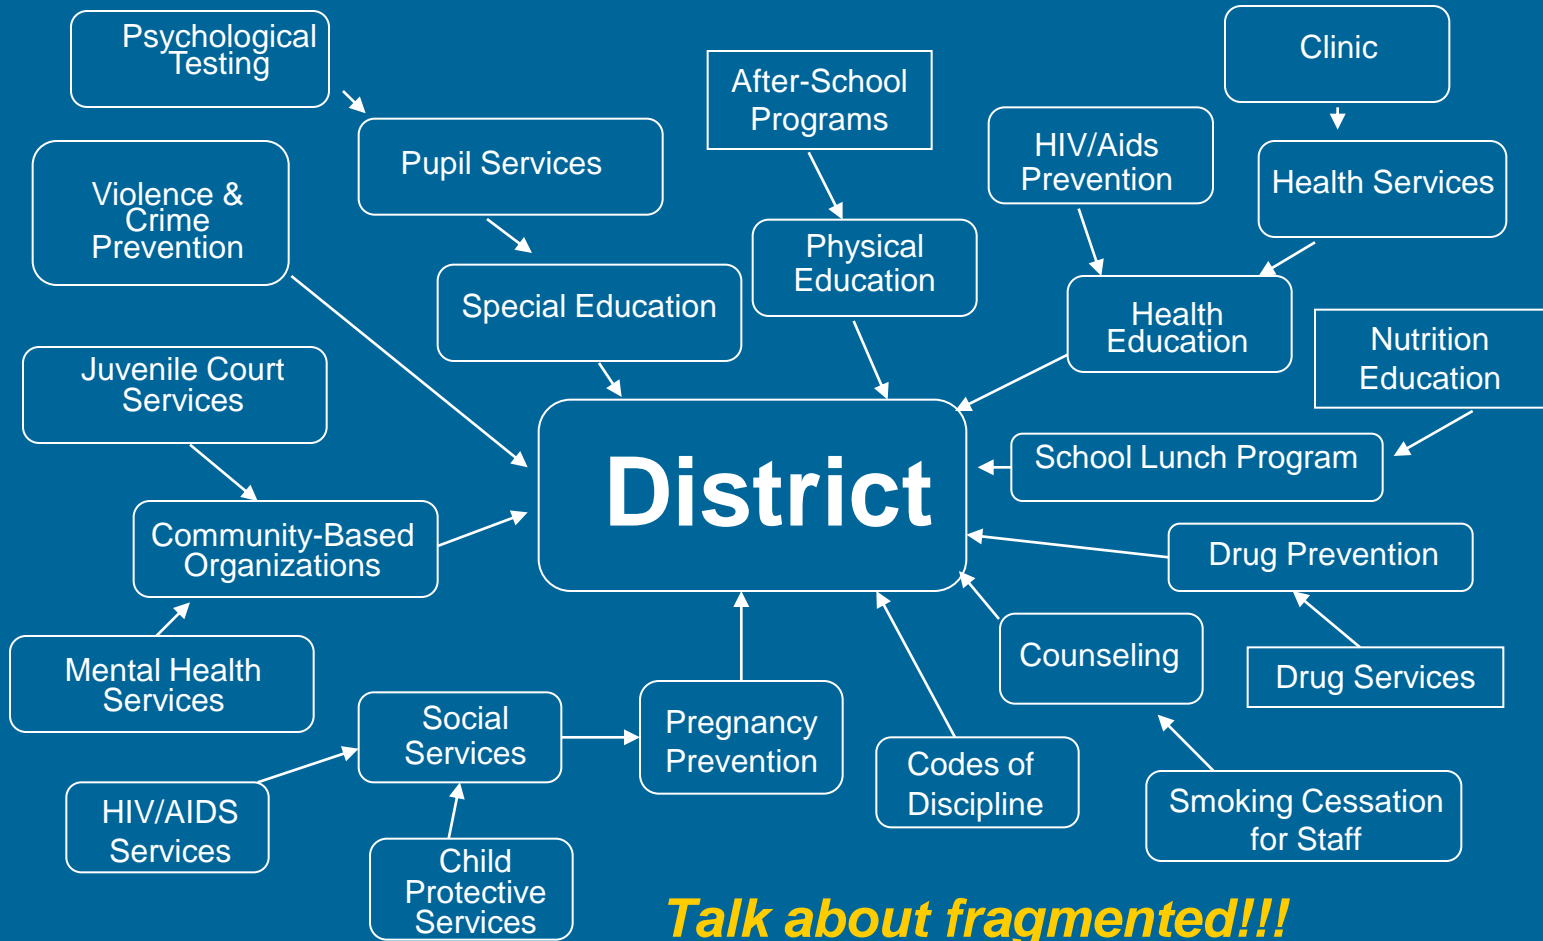 Psychological
Testing
After-School
Programs
Clinic
HIV/Aids
Prevention
Pupil Services
Health Services
Violence &
Crime
Prevention
Physical
Education
Special Education
Health
Education
Nutrition
Education
Juvenile Court
Services
District
School Lunch Program
Community-Based
Organizations
Drug Prevention
Mental Health
Services
Counseling
Drug Services
Social
Services
Pregnancy
Prevention
Codes of
Discipline
HIV/AIDS
Services
Smoking Cessation
for Staff
Child
Protective
Services
Talk about fragmented!!!